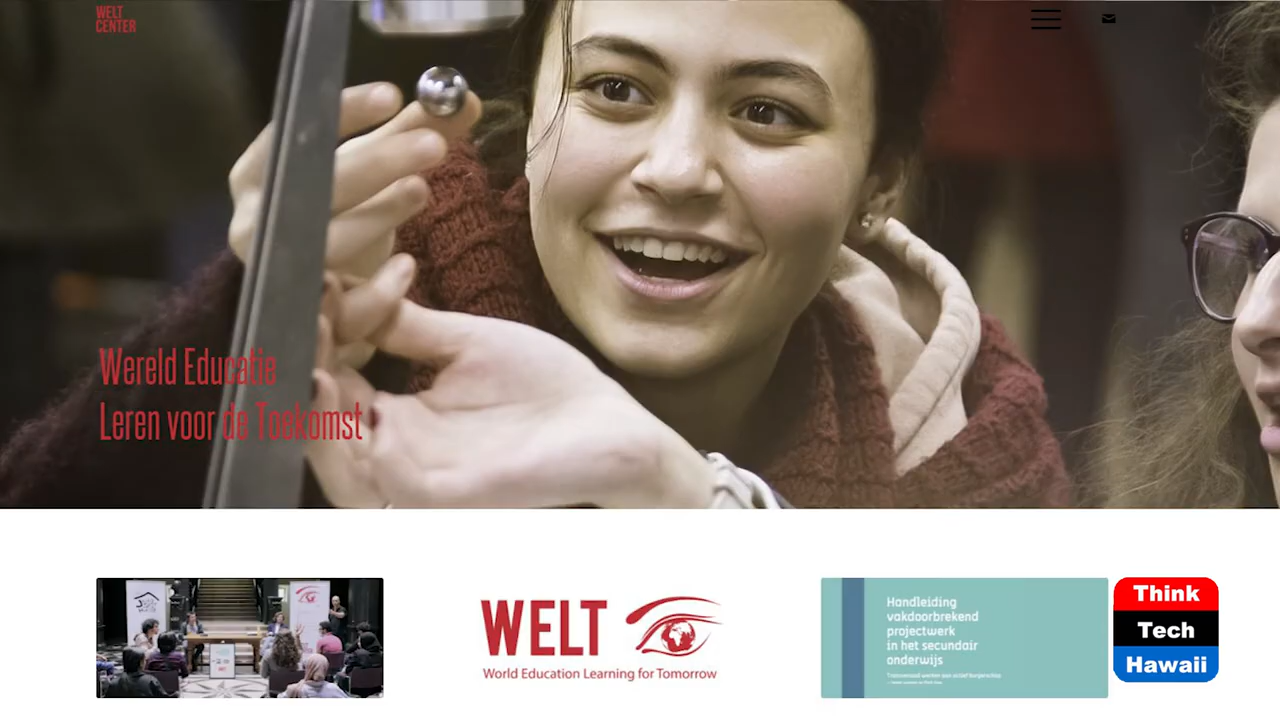 WELT
CENTER
Wereld Educatie
Leren voor de Toekomst
WELT
World Education Learning for Tomorrow
Handleiding
vakdoorbrekend
projectwerk
in het secundair
onderwijs
Think
Tech
Hawaii